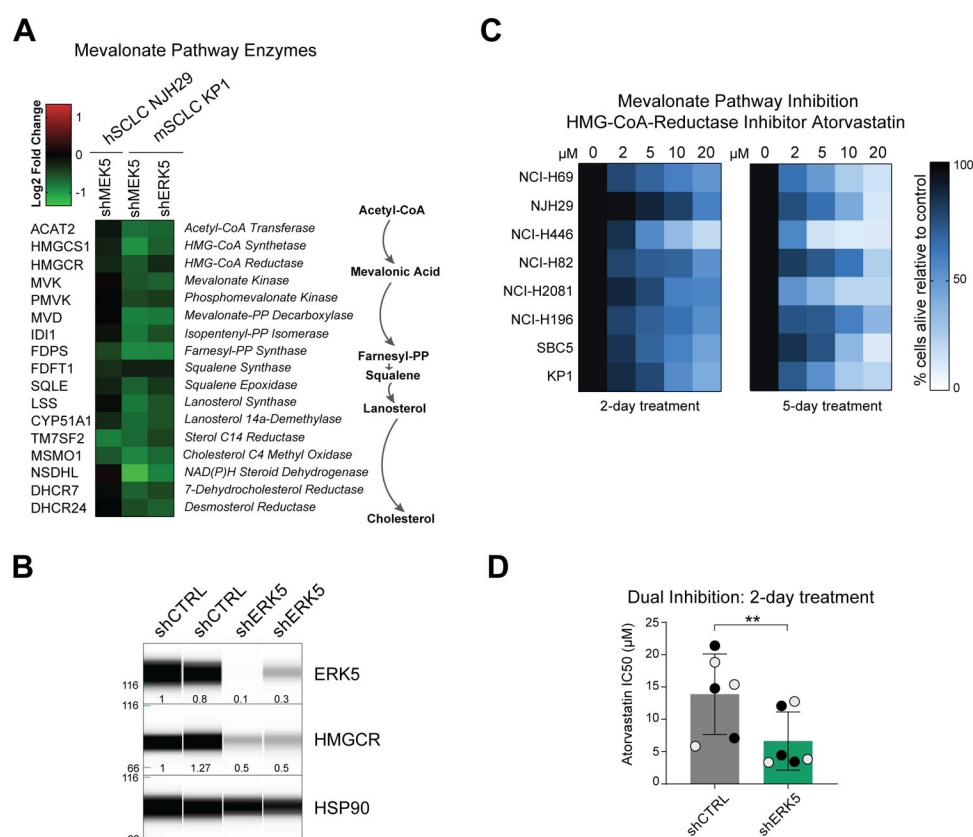 A
Mevalonate Pathway Enzymes
Log2 Fold Change
1
0
-1
hSCLC NJH29
mSCLC KP1
shMEK5
shMEK5
shERK5
ACAT2 Acetyl-CoA Transferase
HMGCS1 HMG-CoA Synthetase
HMGCR HMG-CoA Reductase
MVK Mevalonate Kinase
PMVK Phosphomevalonate Kinase
MVD Mevalonate-PP Decarboxylase
IDI1 Isopentenyl-PP Isomerase
FDPS Farnesyl-PP Synthase
FDFT1 Squalene Synthase
SQLE Squalene Epoxidase
LSS Lanosterol Synthase
CYP51A1 Lanosterol 14a-Demethylase
TM7SF2 Sterol C14 Reductase
MSMO1 Cholesterol C4 Methyl Oxidase
NSDHL NAD(P)H Steroid Dehydrogenase
DHCR7 7-Dehydrocholesterol Reductase
DHCR24 Desmosterol Reductase
Acetyl-CoA
Mevalonic Acid
Farnesyl-PP
Squalene
Lanosterol
Cholesterol
B
shCTRL
shCTRL
shERK5
shERK5
116
1 0.8 0.1 0.3
ERK5
116
66
1 1.27 0.5 0.5
HMGCR
116
HSP90
C
Mevalonate Pathway Inhibition
HMG-CoA-Reductase Inhibitor Atorvastatin
µM 0 2 5 10 20
µM 0 2 5 10 20
NCI-H69
NJH29
NCI-H446
NCI-H82
NCI-H2081
NCI-H196
SBC5
KP1
2-day treatment
5-day treatment
100
50
0
% cells alive relative to control
D
Dual Inhibition: 2-day treatment
**
Atorvastatin IC50 (µM)
25
20
15
10
5
0
shCTRL
shERK5